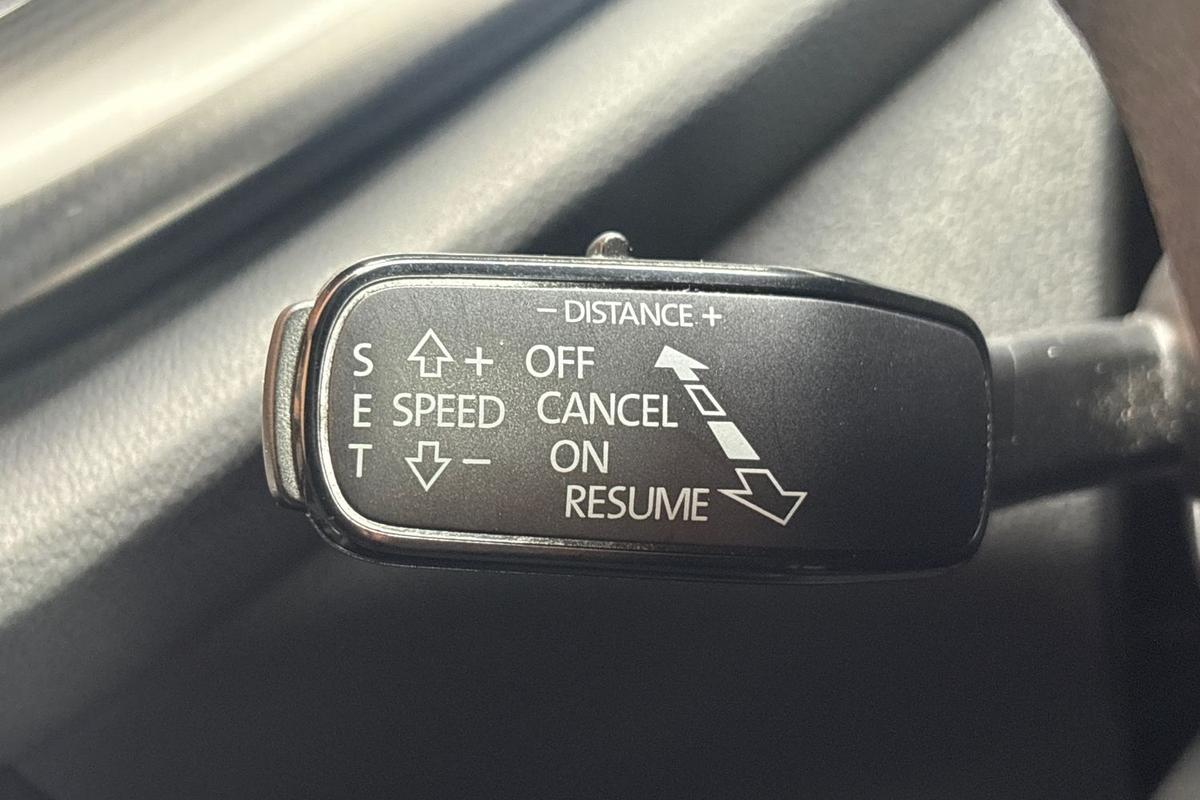 – DISTANCE +
S + OFF
E SPEED CANCEL
T – ON
RESUME